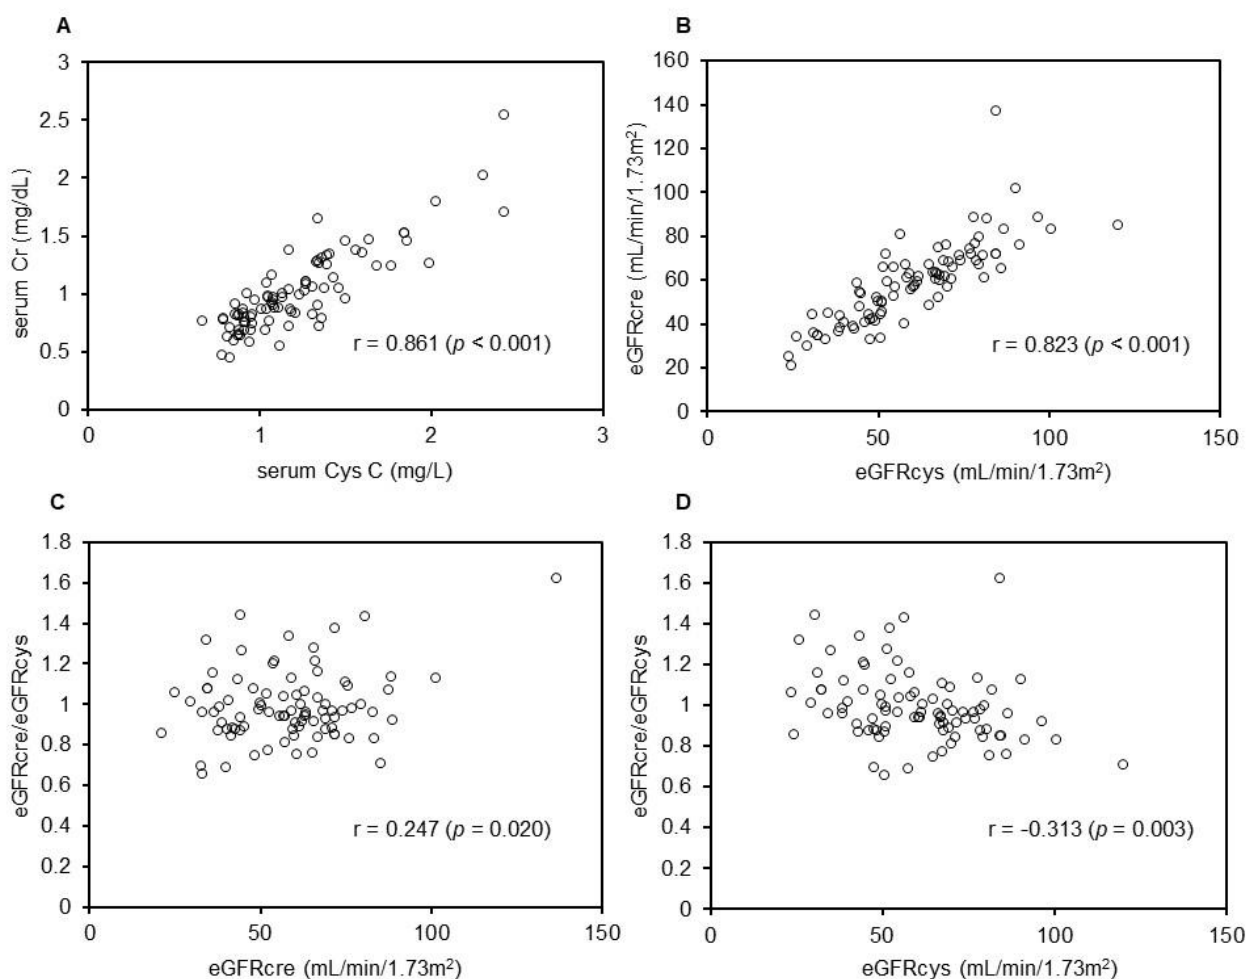 A
3
2.5
2
1.5
1
0.5
0
serum Cr (mg/dL)
r = 0.861 (p < 0.001)
0 1 2 3
serum Cys C (mg/L)
B
160
140
120
100
80
60
40
20
0
eGFRcre (mL/min/1.73m²)
r = 0.823 (p < 0.001)
0 50 100 150
eGFRcys (mL/min/1.73m²)
C
1.8
1.6
1.4
1.2
1
0.8
0.6
0.4
0.2
0
eGFRcre/eGFRcys
r = 0.247 (p = 0.020)
0 50 100 150
eGFRcre (mL/min/1.73m²)
D
1.8
1.6
1.4
1.2
1
0.8
0.6
0.4
0.2
0
eGFRcre/eGFRcys
r = -0.313 (p = 0.003)
0 50 100 150
eGFRcys (mL/min/1.73m²)